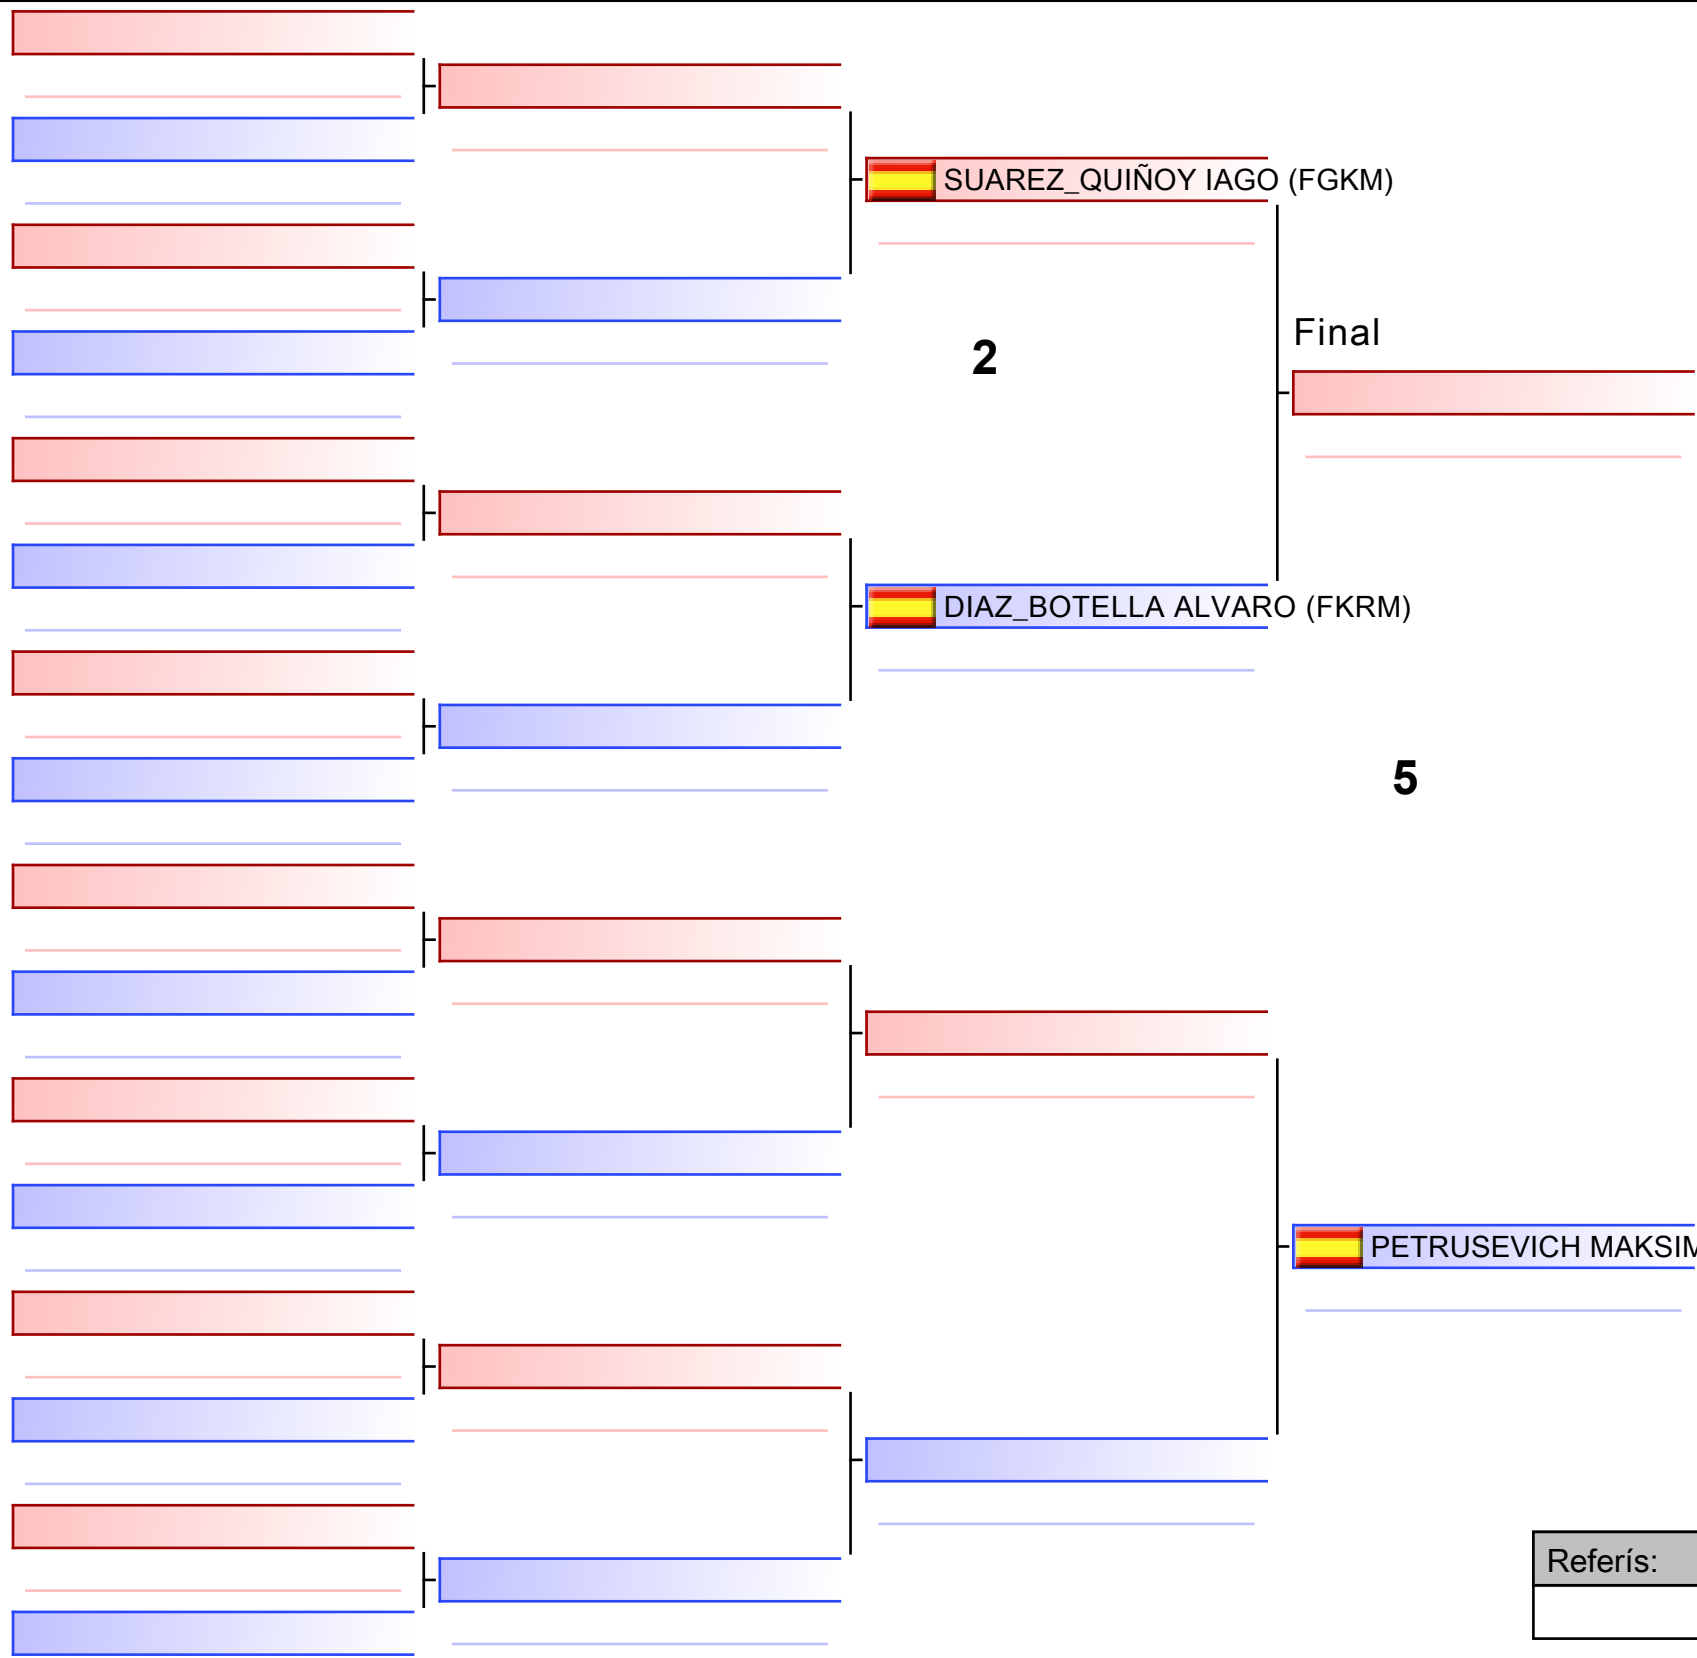 SUAREZ_QUIÑOY IAGO (FGKM)
Final
2
DIAZ_BOTELLA ALVARO (FKRM)
5
PETRUSEVICH MAKSIM
Referís: